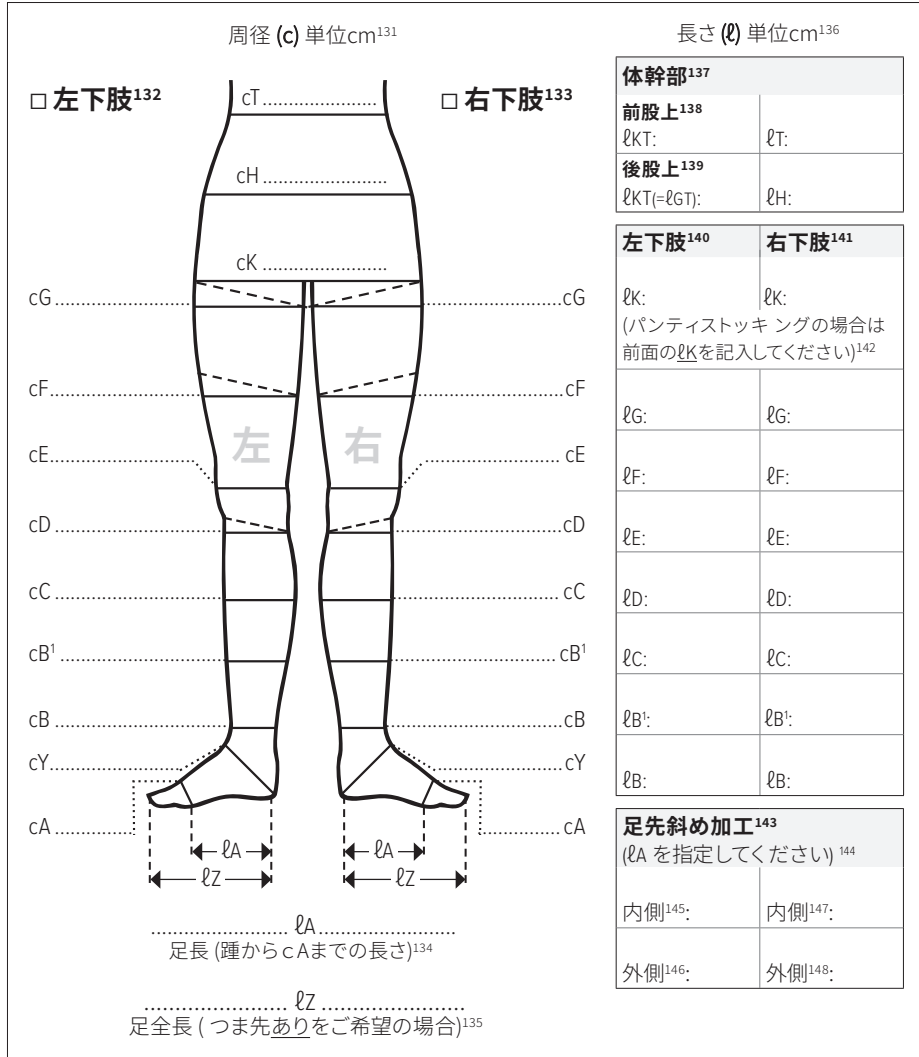 周径 (c) 単位cm131
長さ (ℓ) 単位cm136
□ 左下肢132
□ 右下肢133
cT
cH
cK
cG cG
cF cF
左 右
cE cE
cD cD
cC cC
cB1 cB1
cB cB
cY cY
cA cA
ℓA ℓA
ℓZ ℓZ
ℓA
足長 (踵からcAまでの長さ)134
ℓZ
足全長 ( つま先ありをご希望の場合)135
体幹部137
前股上138
ℓKT: ℓT:
後股上139
ℓKT(=ℓGT): ℓH:
左下肢140 右下肢141
ℓK: ℓK:
(パンティストッキ ングの場合は
前面のℓKを記入してください)142
ℓG: ℓG:
ℓF: ℓF:
ℓE: ℓE:
ℓD: ℓD:
ℓC: ℓC:
ℓB1: ℓB1:
ℓB: ℓB:
足先斜め加工143
(ℓA を指定してください) 144
内側145: 内側147:
外側146: 外側148: